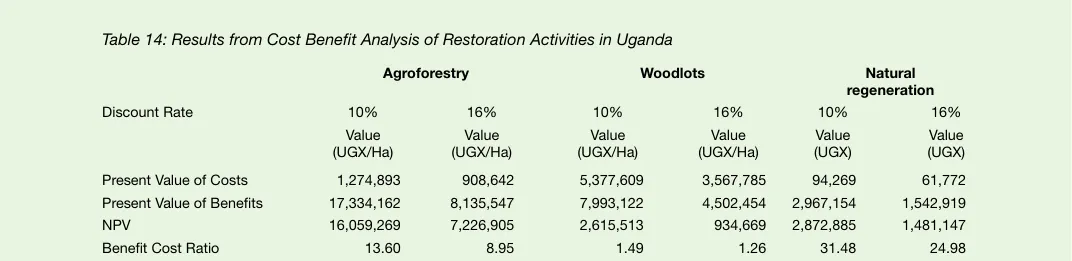 Table 14: Results from Cost Benefit Analysis of Restoration Activities in Uganda
Agroforestry Woodlots Natural
regeneration
Discount Rate 10% 16% 10% 16% 10% 16%
Value Value Value Value Value Value
(UGX/Ha) (UGX/Ha) (UGX/Ha) (UGX/Ha) (UGX) (UGX)
Present Value of Costs 1,274,893 908,642 5,377,609 3,567,785 94,269 61,772
Present Value of Benefits 17,334,162 8,135,547 7,993,122 4,502,454 2,967,154 1,542,919
NPV 16,059,269 7,226,905 2,615,513 934,669 2,872,885 1,481,147
Benefit Cost Ratio 13.60 8.95 1.49 1.26 31.48 24.98